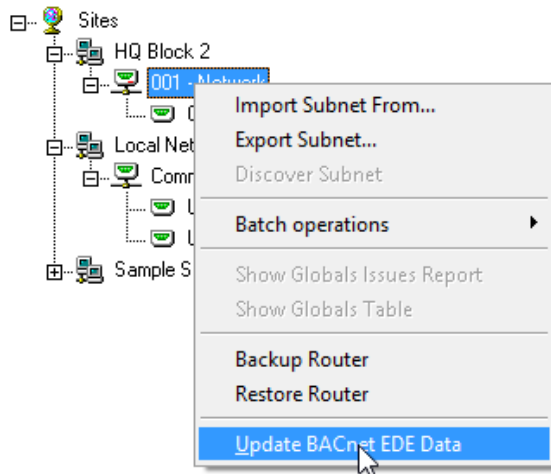 Sites
HQ Block 2
001 - Network
Import Subnet From...
Export Subnet...
Local Net
Discover Subnet
Comm
Batch operations
Sample S
Show Globals Issues Report
Show Globals Table
Backup Router
Restore Router
Update BACnet EDE Data